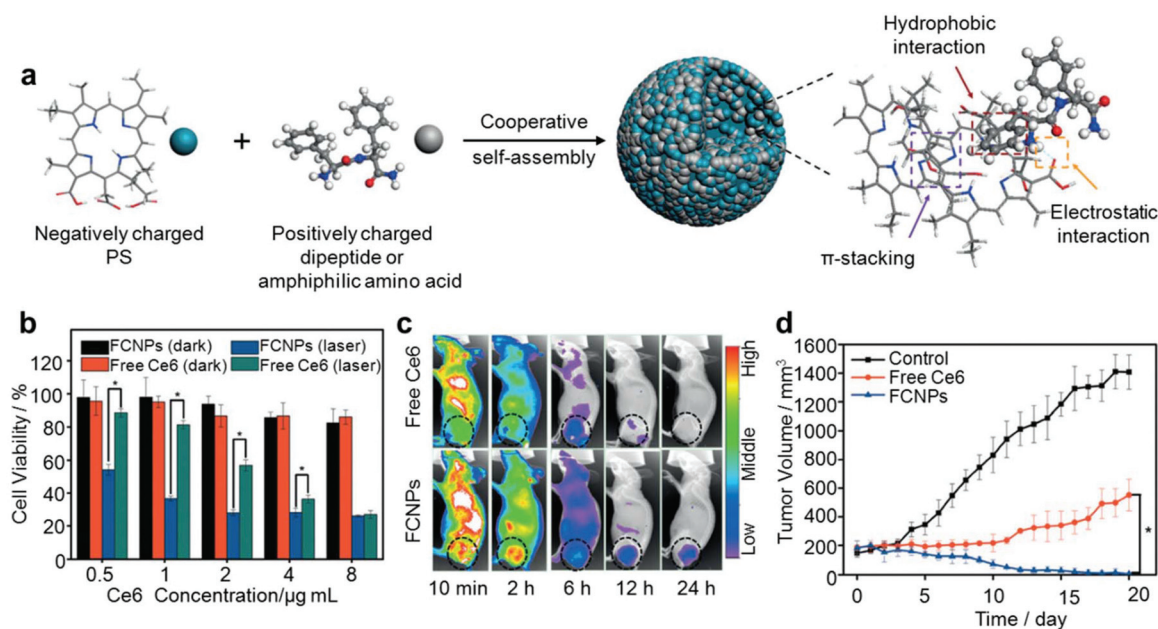 a
Negatively charged
PS
+
Positively charged
dipeptide or
amphiphilic amino acid
Cooperative
self-assembly
Hydrophobic
interaction
π-stacking
Electrostatic
interaction
b
FCNPs (dark)
FCNPs (laser)
Free Ce6 (dark)
Free Ce6 (laser)
Cell Viability / %
120
100
80
60
40
20
0
*
*
*
*
0.5
1
2
4
8
Ce6 Concentration/µg mL
c
Free Ce6
FCNPs
10 min
2 h
6 h
12 h
24 h
High
Middle
Low
d
Control
Free Ce6
FCNPs
Tumor Volume / mm³
1600
1400
1200
1000
800
600
400
200
0
*
0
5
10
15
20
Time / day